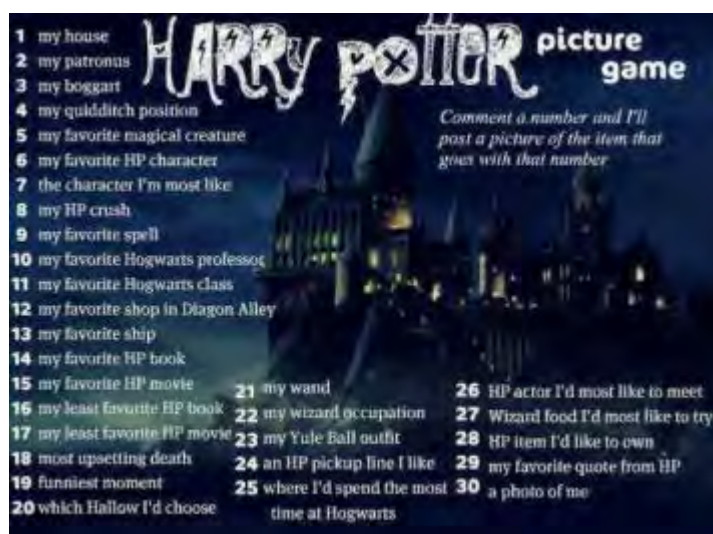 HARRY POTTER picture game
Comment a number and I'll
post a picture of the item that
goes with that number
1 my house
2 my patronus
3 my boggart
4 my quidditch position
5 my favorite magical creature
6 my favorite HP character
7 the character I'm most like
8 my HP crush
9 my favorite spell
10 my favorite Hogwarts professor
11 my favorite Hogwarts class
12 my favorite shop in Diagon Alley
13 my favorite ship
14 my favorite HP book
15 my favorite HP movie
16 my least favorite HP book
17 my least favorite HP movie
18 most upsetting death
19 funniest moment
20 which Hallow I'd choose
21 my wand
22 my wizard occupation
23 my Yule Ball outfit
24 an HP pickup line I like
25 where I'd spend the most
time at Hogwarts
26 HP actor I'd most like to meet
27 Wizard food I'd most like to try
28 HP item I'd like to own
29 my favorite quote from HP
30 a photo of me